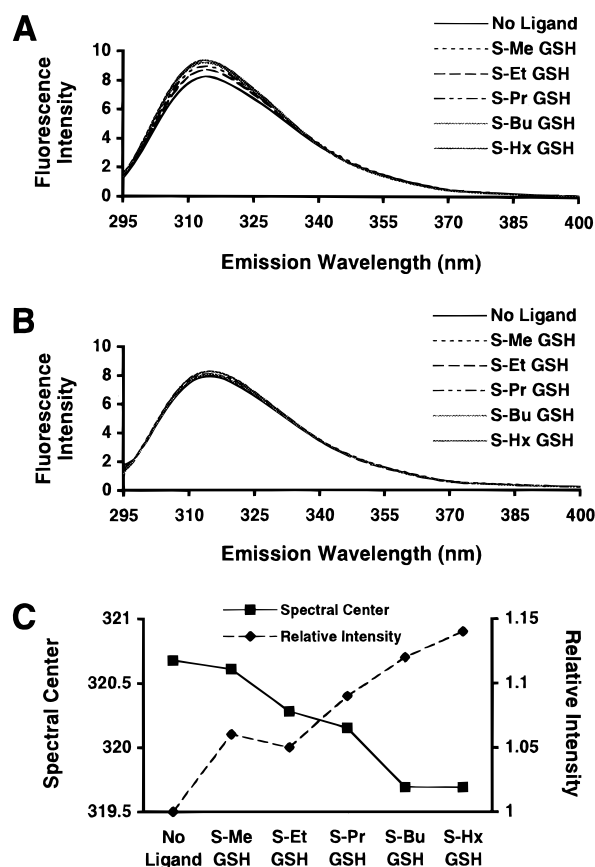 A
No Ligand
S-Me GSH
S-Et GSH
S-Pr GSH
S-Bu GSH
S-Hx GSH
Fluorescence
Intensity
10
8
6
4
2
0
295 310 325 340 355 370 385 400
Emission Wavelength (nm)
B
No Ligand
S-Me GSH
S-Et GSH
S-Pr GSH
S-Bu GSH
S-Hx GSH
Fluorescence
Intensity
10
8
6
4
2
0
295 310 325 340 355 370 385 400
Emission Wavelength (nm)
C
Spectral Center
Relative Intensity
Spectral Center
321
320.5
320
319.5
1.15
1.1
1.05
1
Relative Intensity
No S-Me S-Et S-Pr S-Bu S-Hx
Ligand GSH GSH GSH GSH GSH